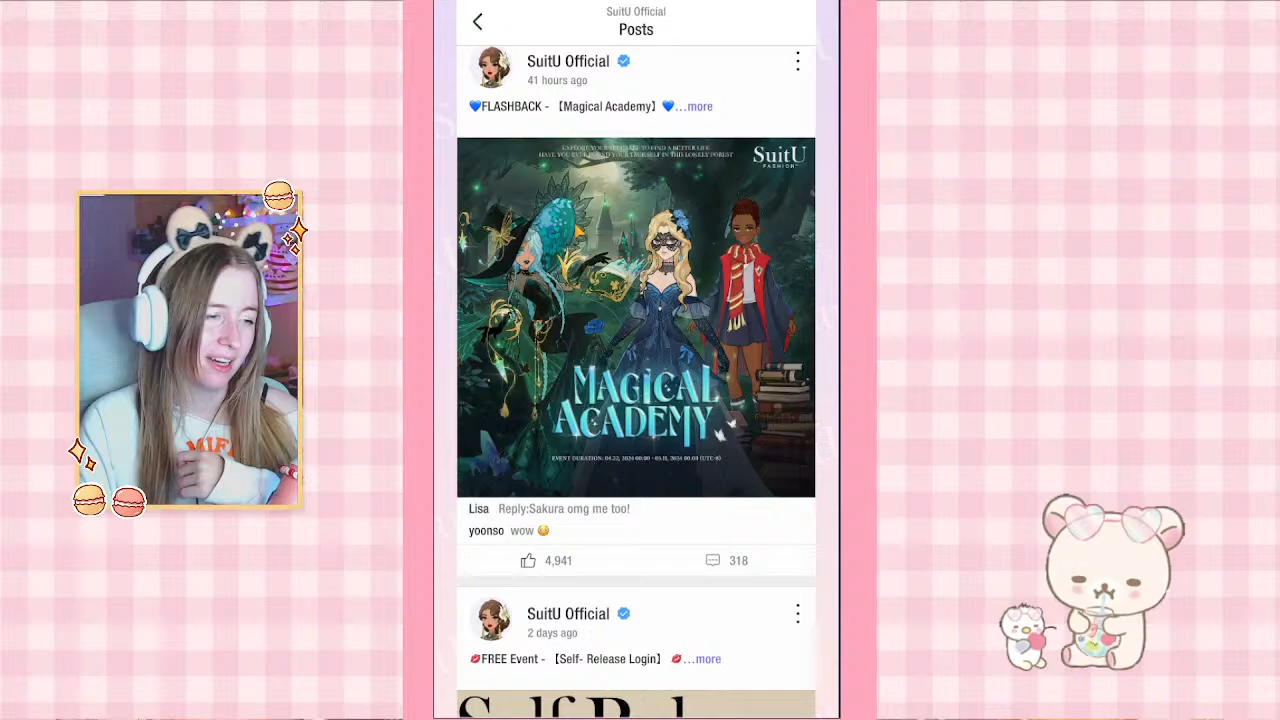 SuitU Official
Posts
SuitU Official
41 hours ago
💙FLASHBACK - 【Magical Academy】 💙...more
SuitU
FASHION
MAGICAL
ACADEMY
EVENT DURATION:
Lisa Reply:Sakura omg me too!
yoonso wow 😳
4,941
318
SuitU Official
2 days ago
💋FREE Event - 【Self- Release Login】 💋...more